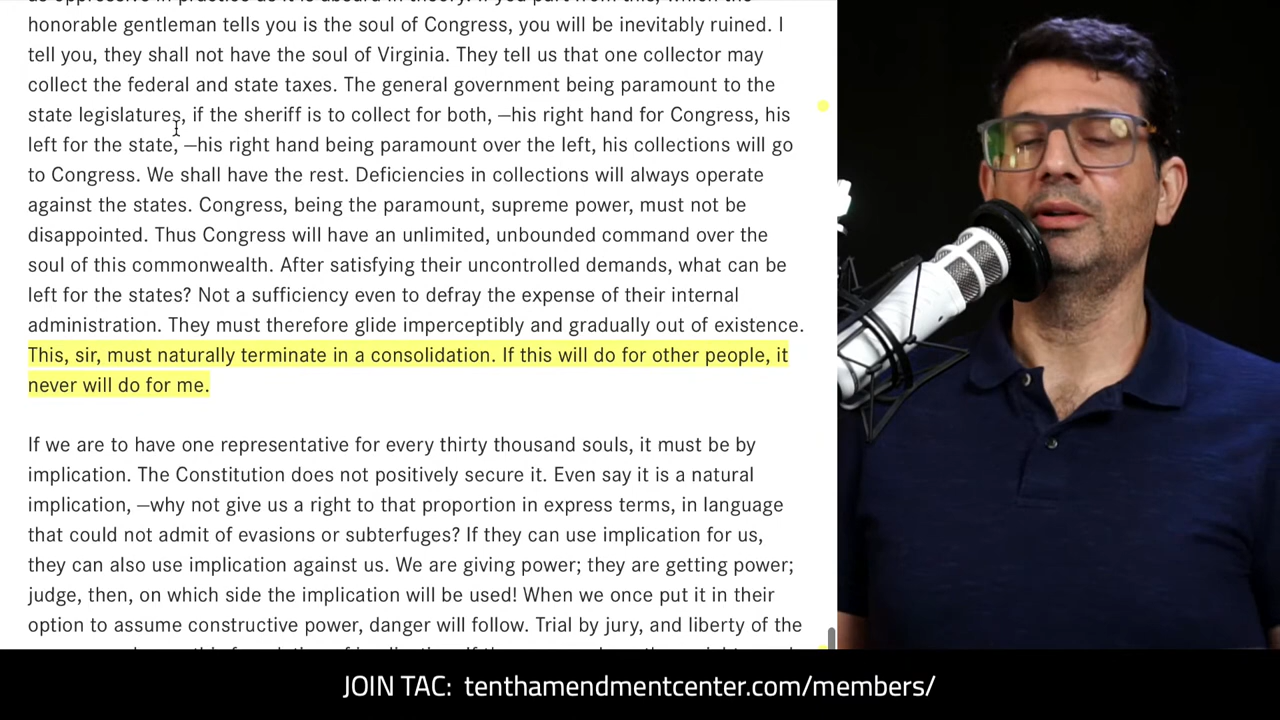 honorable gentleman tells you is the soul of Congress, you will be inevitably ruined. I
tell you, they shall not have the soul of Virginia. They tell us that one collector may
collect the federal and state taxes. The general government being paramount to the
state legislatures, if the sheriff is to collect for both, —his right hand for Congress, his
left for the state, —his right hand being paramount over the left, his collections will go
to Congress. We shall have the rest. Deficiencies in collections will always operate
against the states. Congress, being the paramount, supreme power, must not be
disappointed. Thus Congress will have an unlimited, unbounded command over the
soul of this commonwealth. After satisfying their uncontrolled demands, what can be
left for the states? Not a sufficiency even to defray the expense of their internal
administration. They must therefore glide imperceptibly and gradually out of existence.
This, sir, must naturally terminate in a consolidation. If this will do for other people, it
never will do for me.
If we are to have one representative for every thirty thousand souls, it must be by
implication. The Constitution does not positively secure it. Even say it is a natural
implication, —why not give us a right to that proportion in express terms, in language
that could not admit of evasions or subterfuges? If they can use implication for us,
they can also use implication against us. We are giving power; they are getting power;
judge, then, on which side the implication will be used! When we once put it in their
option to assume constructive power, danger will follow. Trial by jury, and liberty of the
JOIN TAC: tenthamendmentcenter.com/members/